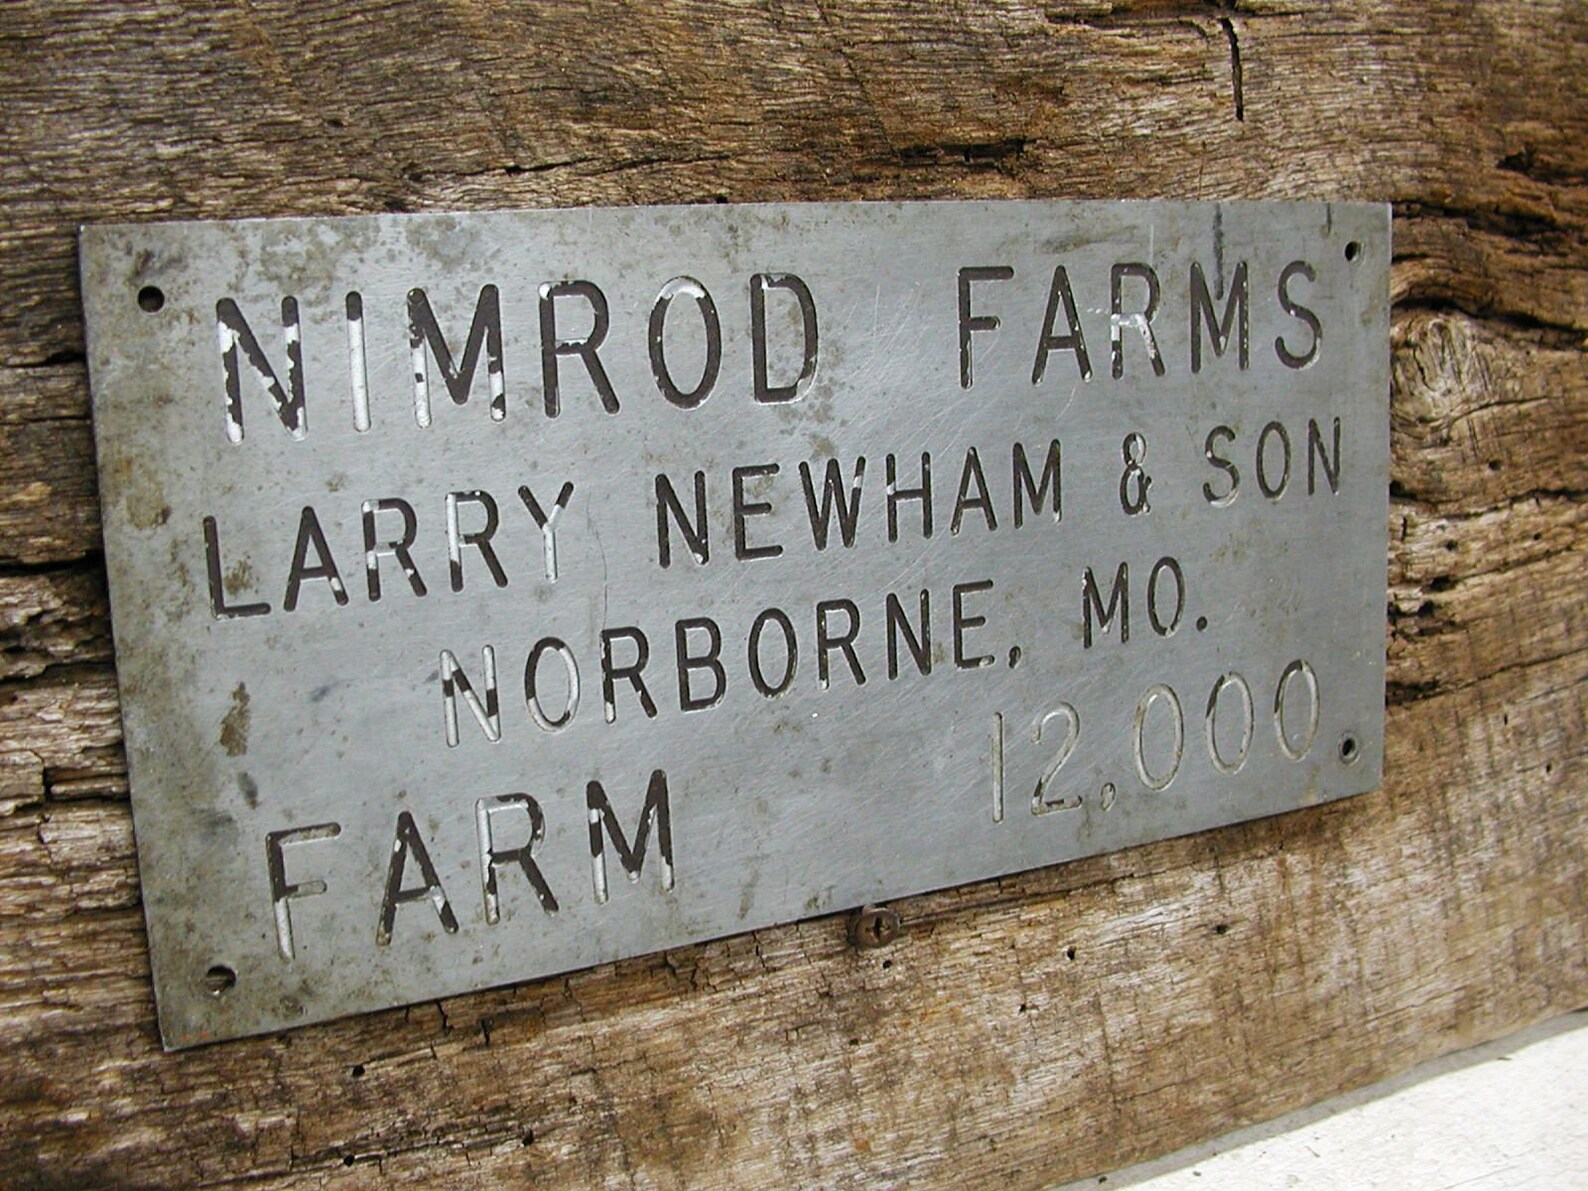 NIMROD FARMS
LARRY NEWHAM & SON
NORBORNE, MO.
FARM 12,000